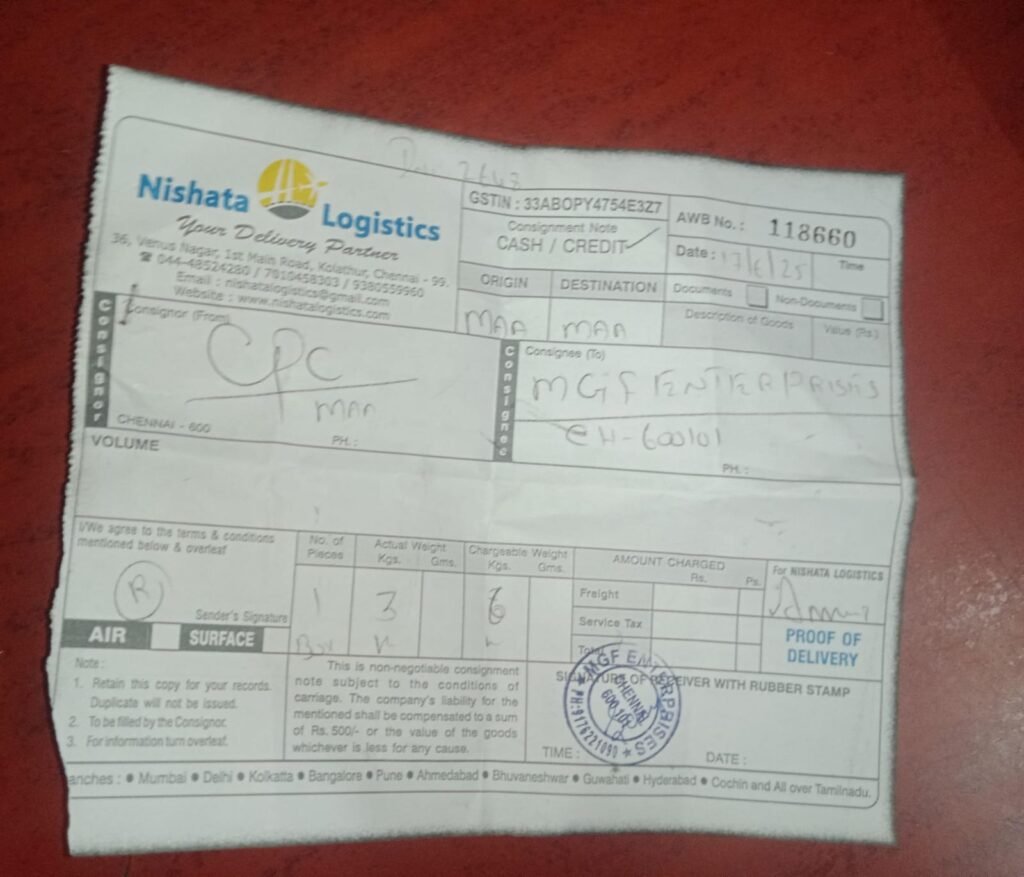 Nishata Logistics
Your Delivery Partner
36, Venus Nagar, 1st Main Road, Kolathur, Chennai - 99.
☎ 044-48524280 / 7010458303 / 9380559960
Email : nishatalogistics@gmail.com
Website : www.nishatalogistics.com
GSTIN : 33ABOPY4754E3Z7
Consignment Note
CASH / CREDIT
AWB No. : 118660
Date : 17/6/25
Time
ORIGIN
DESTINATION
MAA
MAA
Documents
Non-Documents
Description of Goods
Value (Rs.)
Consignor
Consignor (From)
CPC
MAA
CHENNAI - 600
PH. :
Consignee
Consignee (To)
MGF ENTERPRISES
CH-600101
PH. :
VOLUME
I/We agree to the terms & conditions
mentioned below & overleaf
R
Sender's Signature
AIR
SURFACE
No. of
Pieces
1
Box
Actual Weight
Kgs. Gms.
3
Chargeable Weight
Kgs. Gms.
AMOUNT CHARGED
Rs. Ps.
Freight
Service Tax
For NISHATA LOGISTICS
PROOF OF
DELIVERY
Note :
1. Retain this copy for your records.
Duplicate will not be issued.
2. To be filled by the Consignor.
3. For information turn overleaf.
This is non-negotiable consignment
note subject to the conditions of
carriage. The company's liability for the
mentioned shall be compensated to a sum
of Rs. 500/- or the value of the goods
whichever is less for any cause.
SIGNATURE OF RECEIVER WITH RUBBER STAMP
MGF ENTERPRISES
CHENNAI
PH:9176221090
TIME :
DATE :
anches : ● Mumbai ● Delhi ● Kolkatta ● Bangalore ● Pune ● Ahmedabad ● Bhuvaneshwar ● Guwahati ● Hyderabad ● Cochin and All over Tamilnadu.